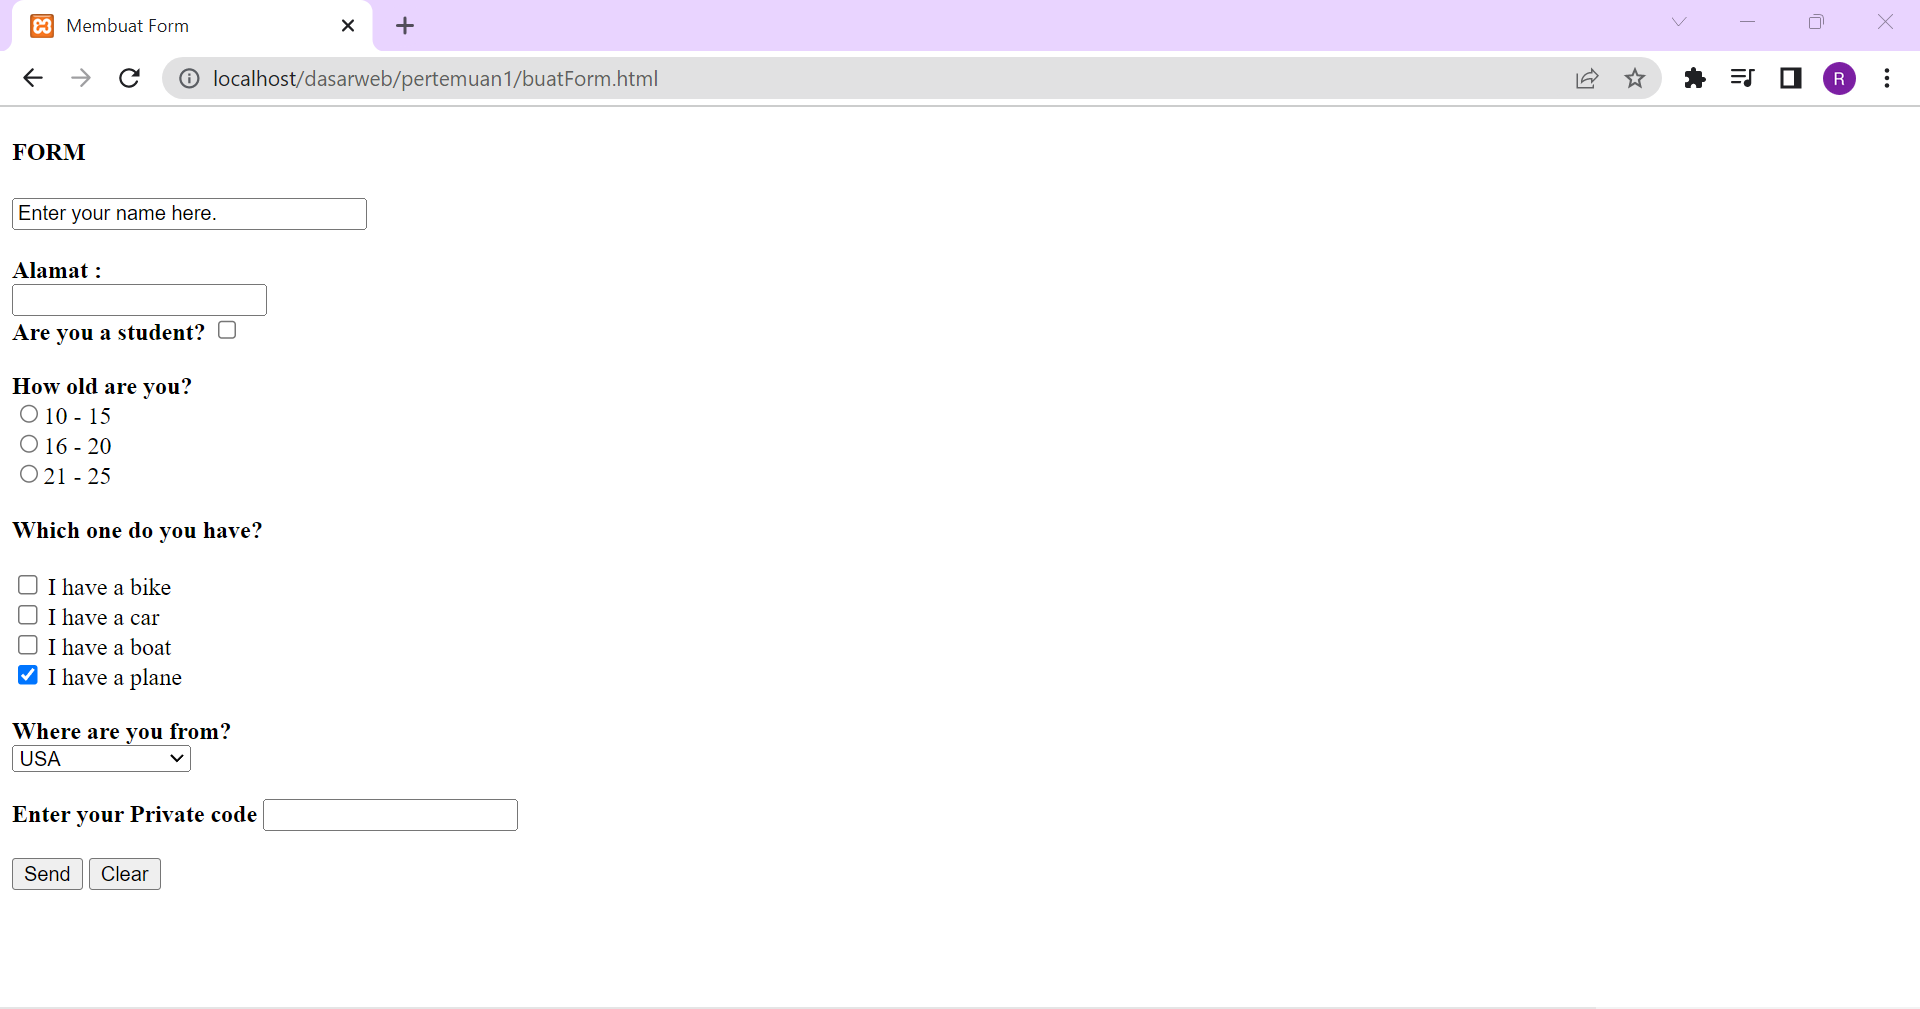 Membuat Form
localhost/dasarweb/pertemuan1/buatForm.html
R
FORM
Enter your name here.
Alamat :
Are you a student?
How old are you?
10 - 15
16 - 20
21 - 25
Which one do you have?
I have a bike
I have a car
I have a boat
I have a plane
Where are you from?
USA
Enter your Private code
Send Clear